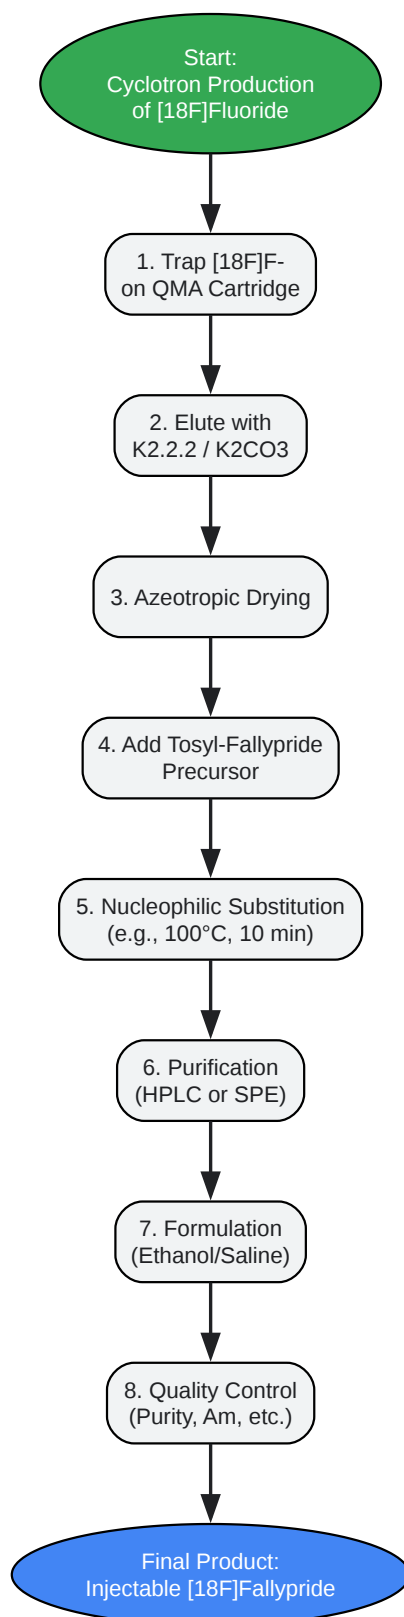 Start:
Cyclotron Production
of [18F]Fluoride
1. Trap [18F]F-
on QMA Cartridge
2. Elute with
K2.2.2 / K2CO3
3. Azeotropic Drying
4. Add Tosyl-Fallypride
Precursor
5. Nucleophilic Substitution
(e.g., 100°C, 10 min)
6. Purification
(HPLC or SPE)
7. Formulation
(Ethanol/Saline)
8. Quality Control
(Purity, Am, etc.)
Final Product:
Injectable [18F]Fallypride